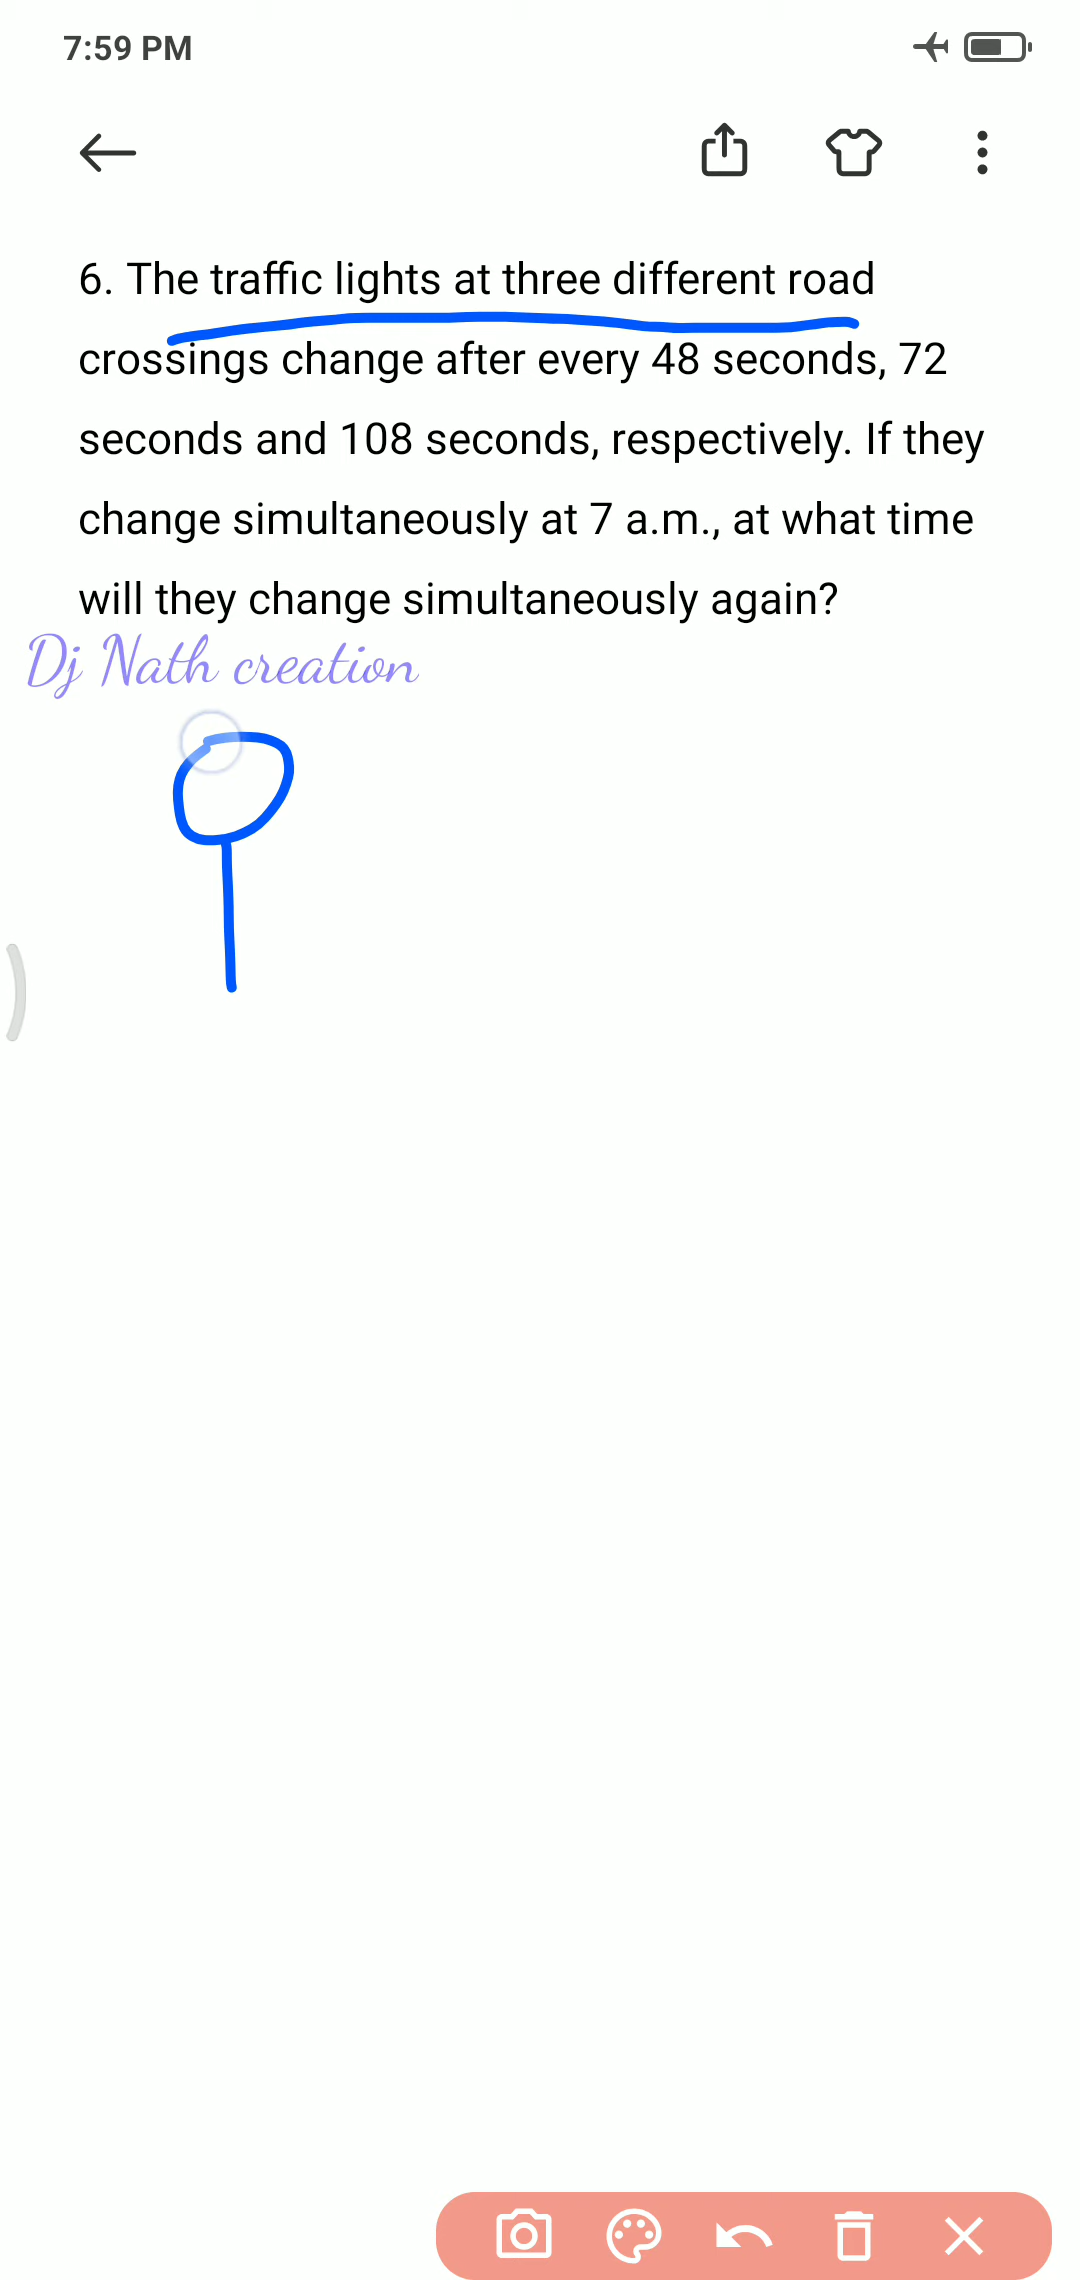 7:59 PM
6. The traffic lights at three different road
crossings change after every 48 seconds, 72
seconds and 108 seconds, respectively. If they
change simultaneously at 7 a.m., at what time
will they change simultaneously again?
Dj Nath creation